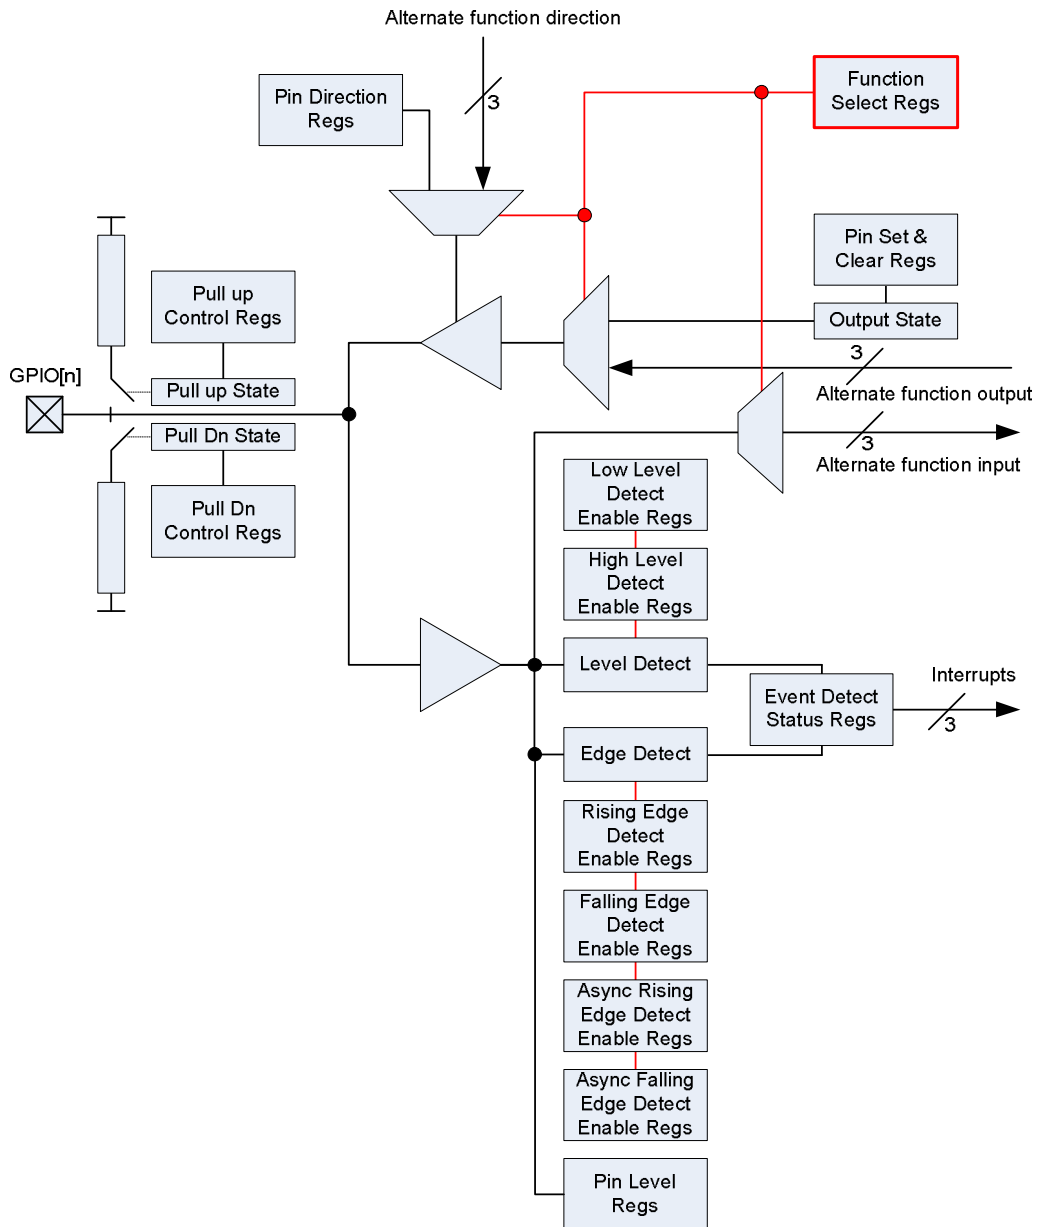 Alternate function direction
3
Pin Direction
Regs
Function
Select Regs
Pin Set &
Clear Regs
Output State
Pull up
Control Regs
Pull up State
GPIO[n]
Pull Dn State
Pull Dn
Control Regs
3
Alternate function output
3
Alternate function input
Low Level
Detect
Enable Regs
High Level
Detect
Enable Regs
Level Detect
Event Detect
Status Regs
Interrupts
3
Edge Detect
Rising Edge
Detect
Enable Regs
Falling Edge
Detect
Enable Regs
Async Rising
Edge Detect
Enable Regs
Async Falling
Edge Detect
Enable Regs
Pin Level
Regs